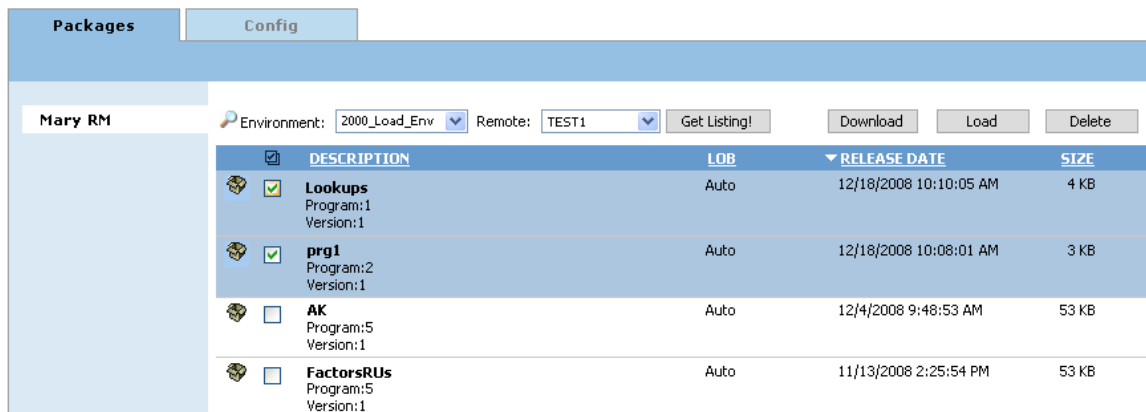 Packages Config
Mary RM
Environment: 2000_Load_Env Remote: TEST1 Get Listing! Download Load Delete
DESCRIPTION LOB RELEASE DATE SIZE
Lookups Auto 12/18/2008 10:10:05 AM 4 KB
Program:1
Version:1
prg1 Auto 12/18/2008 10:08:01 AM 3 KB
Program:2
Version:1
AK Auto 12/4/2008 9:48:53 AM 53 KB
Program:5
Version:1
FactorsRUs Auto 11/13/2008 2:25:54 PM 53 KB
Program:5
Version:1